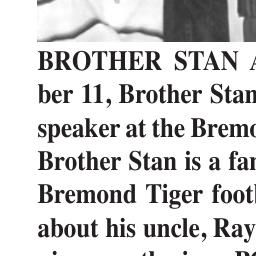 BROTHER STAN
ber 11, Brother Stan
speaker at the Bremo
Brother Stan is a fa
Bremond Tiger foot
about his uncle, Ray